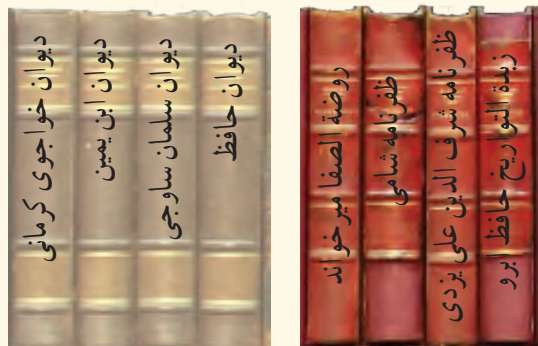 زبدة التواریخ حافظ برو
ظفرنامه شرف الدین علی یزدی
ظفرنامه شامی
روضة الصفا میرخواند
دیوان حافظ
دیوان سلمان ساوجی
دیوان ابن یمین
دیوان خواجوی کرمانی